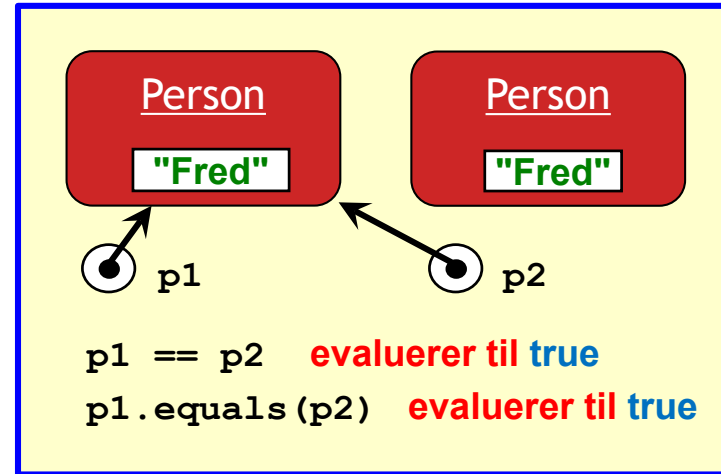 Person Person
"Fred" "Fred"
p1 p2
p1 == p2 evaluerer til true
p1.equals(p2) evaluerer til true